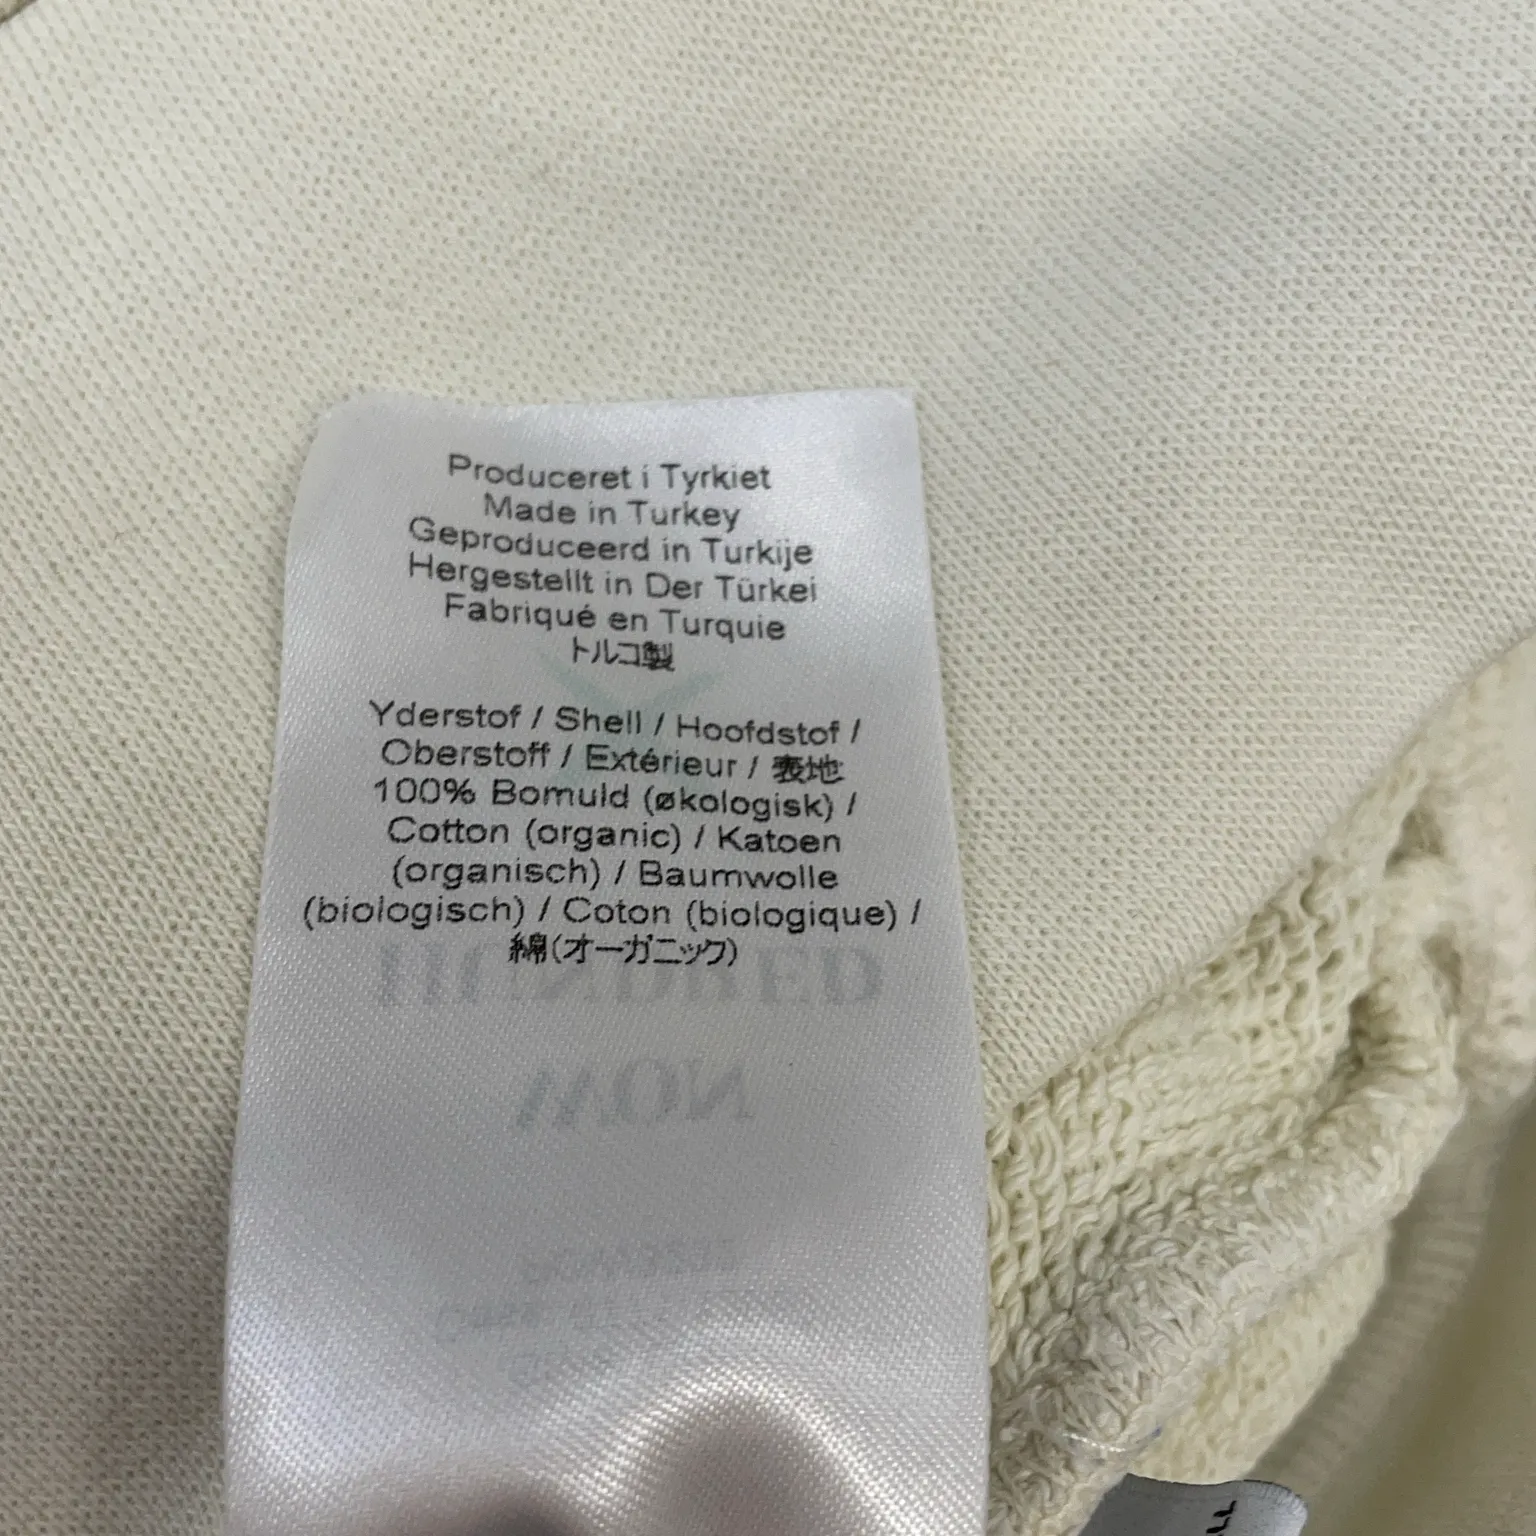 Produceret i Tyrkiet
Made in Turkey
Geproduceerd in Turkije
Hergestellt in Der Türkei
Fabriqué en Turquie
トルコ製
Yderstof / Shell / Hoofdstof /
Oberstoff / Extérieur / 表地
100% Bomuld (økologisk) /
Cotton (organic) / Katoen
(organisch) / Baumwolle
(biologisch) / Coton (biologique) /
綿(オーガニック)